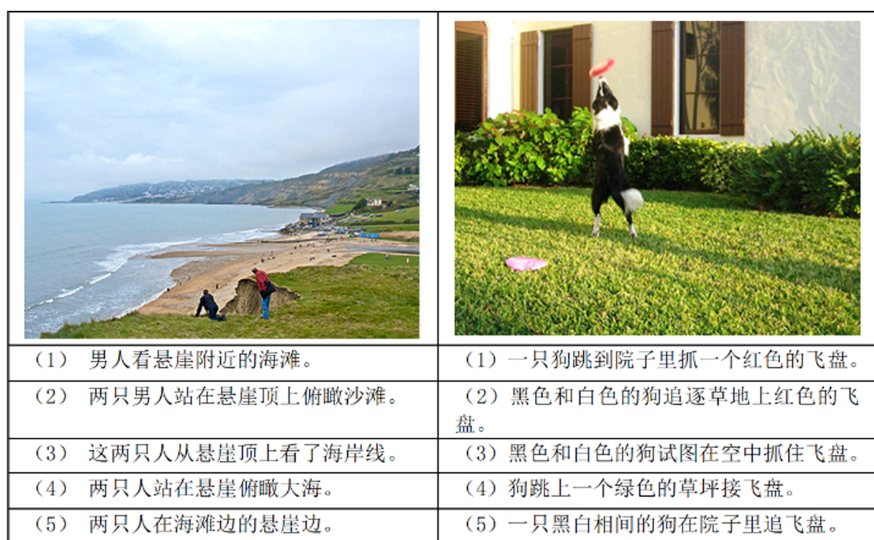 （1） 男人看悬崖附近的海滩。
（2） 两只男人站在悬崖顶上俯瞰沙滩。
（3） 这两只人从悬崖顶上看了海岸线。
（4） 两只人站在悬崖俯瞰大海。
（5） 两只人在海滩边的悬崖边。
（1）一只狗跳到院子里抓一个红色的飞盘。
（2）黑色和白色的狗追逐草地上红色的飞
盘。
（3）黑色和白色的狗试图在空中抓住飞盘。
（4）狗跳上一个绿色的草坪接飞盘。
（5）一只黑白相间的狗在院子里追飞盘。